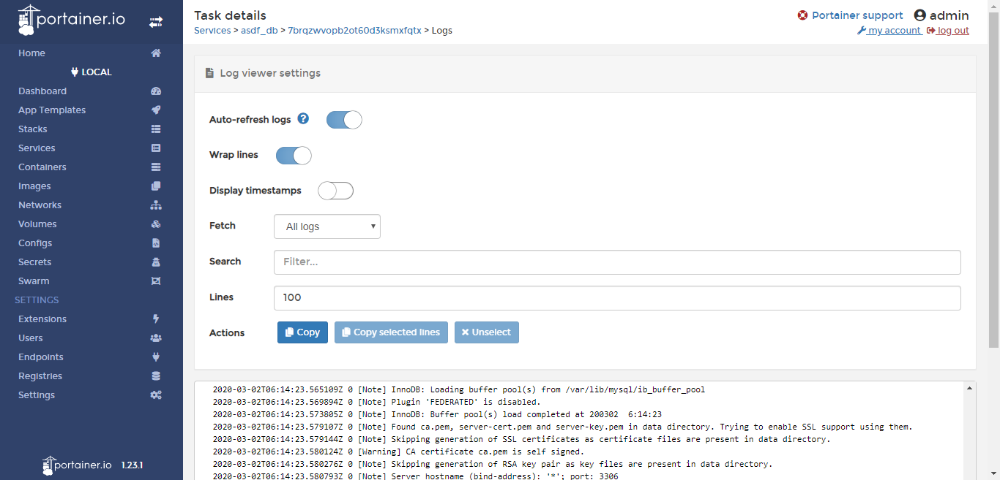 portainer.io
Home
LOCAL
Dashboard
App Templates
Stacks
Services
Containers
Images
Networks
Volumes
Configs
Secrets
Swarm
SETTINGS
Extensions
Users
Endpoints
Registries
Settings
portainer.io 1.23.1
Task details
Portainer support admin
Services > asdf_db > 7brqzwvopb2ot60d3ksmxfqtx > Logs
my account log out
Log viewer settings
Auto-refresh logs
Wrap lines
Display timestamps
Fetch All logs
Search Filter...
Lines 100
Actions Copy Copy selected lines Unselect
2020-03-02T06:14:23.565109Z 0 [Note] InnoDB: Loading buffer pool(s) from /var/lib/mysql/ib_buffer_pool
2020-03-02T06:14:23.569894Z 0 [Note] Plugin 'FEDERATED' is disabled.
2020-03-02T06:14:23.573805Z 0 [Note] InnoDB: Buffer pool(s) load completed at 200302  6:14:23
2020-03-02T06:14:23.579107Z 0 [Note] Found ca.pem, server-cert.pem and server-key.pem in data directory. Trying to enable SSL support using them.
2020-03-02T06:14:23.579144Z 0 [Note] Skipping generation of SSL certificates as certificate files are present in data directory.
2020-03-02T06:14:23.580124Z 0 [Warning] CA certificate ca.pem is self signed.
2020-03-02T06:14:23.580276Z 0 [Note] Skipping generation of RSA key pair as key files are present in data directory.
2020-03-02T06:14:23.580793Z 0 [Note] Server hostname (bind-address): '*'; port: 3306